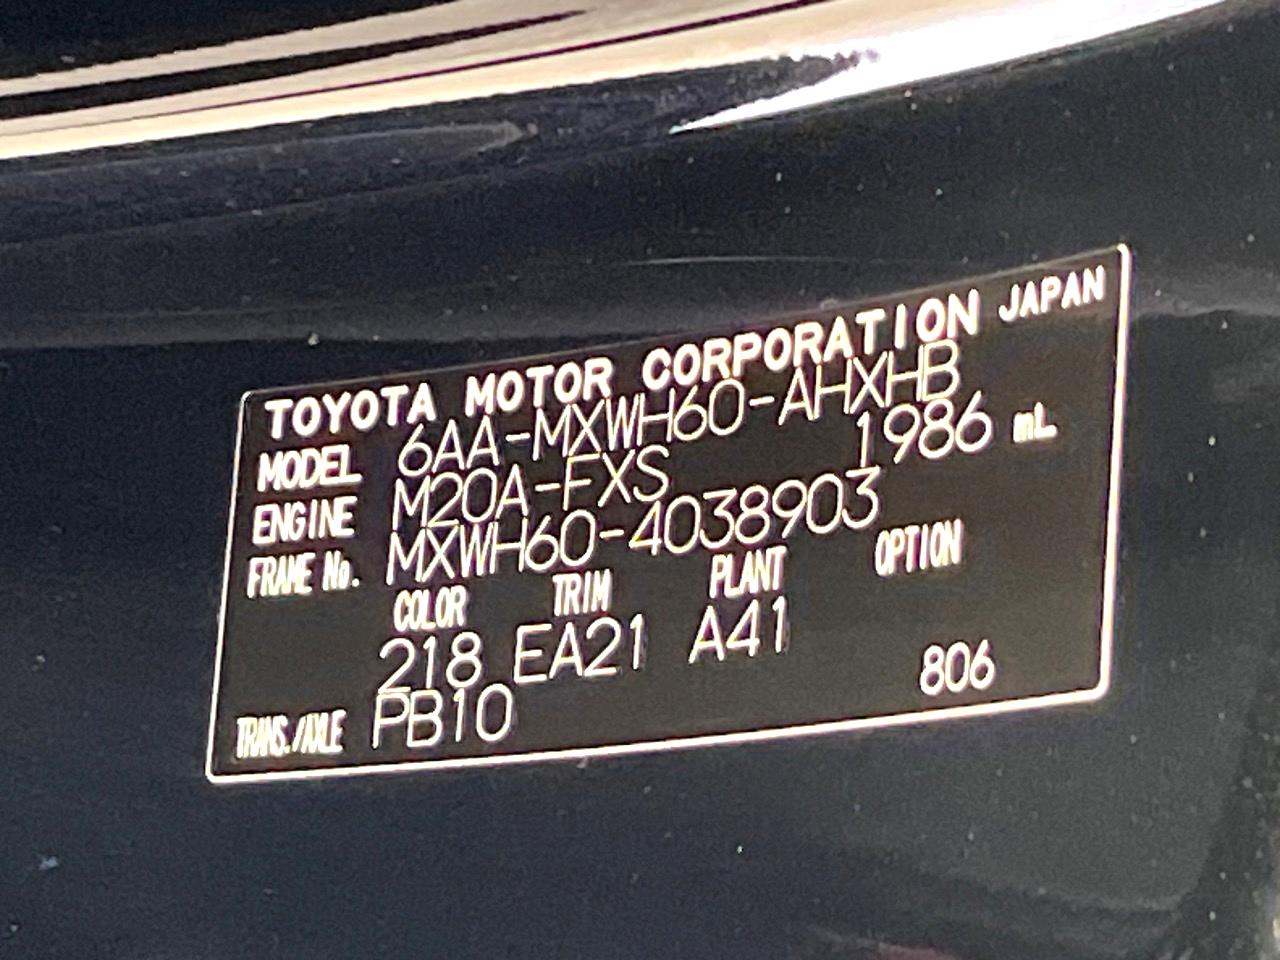 TOYOTA MOTOR CORPORATION JAPAN
MODEL 6AA-MXWH60-AHXHB
ENGINE M20A-FXS 1986 mL
FRAME No. MXWH60-4038903
COLOR TRIM PLANT OPTION
218 EA21 A41
TRANS./AXLE PB10 806